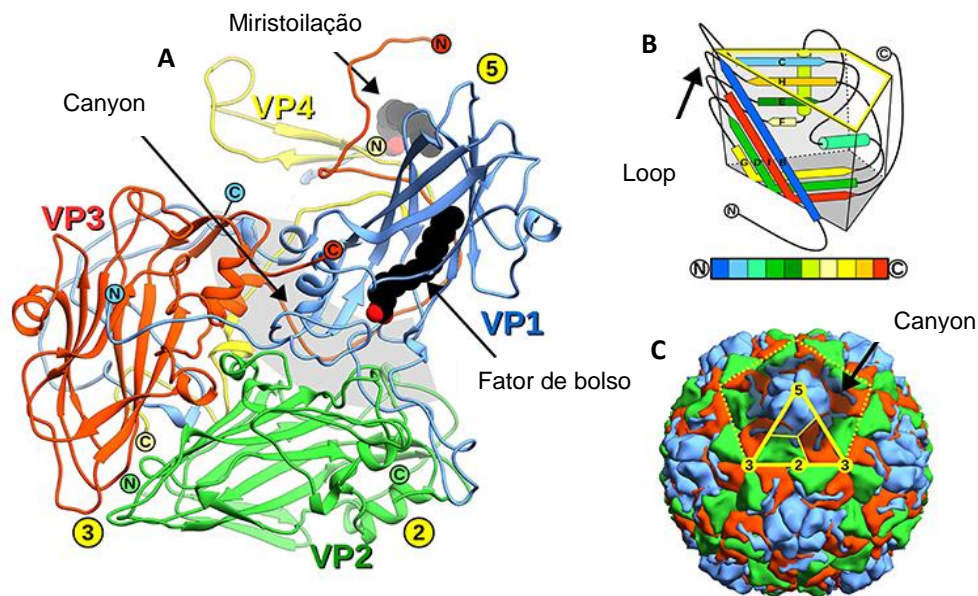 A
Miristoilação
N
5
Canyon
VP4
N
VP3
C
C
N
VP1
Fator de bolso
C
N
C
3
VP2
2
B
C
C
H
E
F
Loop
G D I B
N
N
C
Canyon
C
5
3
2
3